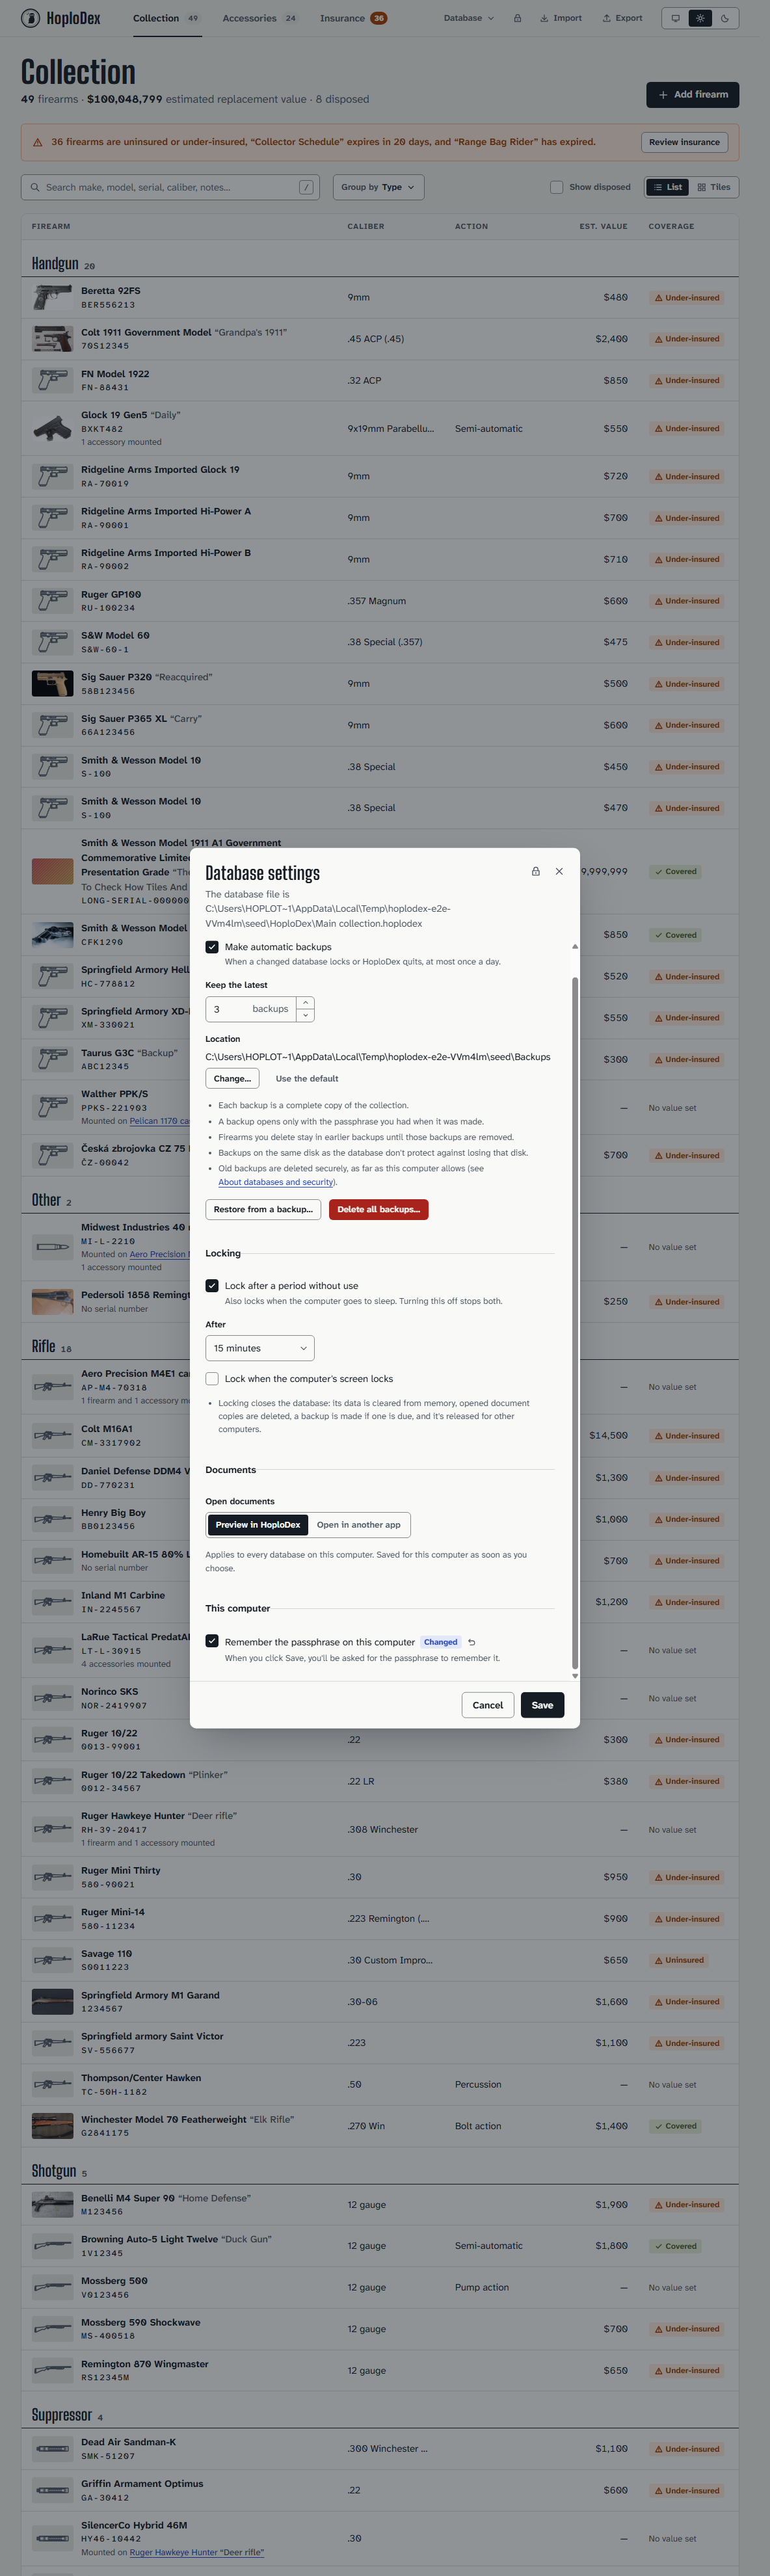 HoploDex
Collection 49 Accessories 24 Insurance 36 Database Import Export
Collection
49 firearms · $100,048,799 estimated replacement value · 8 disposed
Add firearm
36 firearms are uninsured or under-insured, “Collector Schedule” expires in 20 days, and “Range Bag Rider” has expired.
Review insurance
Search make, model, serial, caliber, notes…
/
Group by Type
Show disposed
List Tiles
FIREARM CALIBER ACTION EST. VALUE COVERAGE
Handgun 20
Beretta 92FS
BER556213
9mm $480 Under-insured
Colt 1911 Government Model “Grandpa's 1911”
70S12345
.45 ACP (.45) $2,400 Under-insured
FN Model 1922
FN-88431
.32 ACP $850 Under-insured
Glock 19 Gen5 “Daily”
BXKT482
1 accessory mounted
9x19mm Parabellu… Semi-automatic $550 Under-insured
Ridgeline Arms Imported Glock 19
RA-70019
9mm $720 Under-insured
Ridgeline Arms Imported Hi-Power A
RA-90001
9mm $700 Under-insured
Ridgeline Arms Imported Hi-Power B
RA-90002
9mm $710 Under-insured
Ruger GP100
RU-100234
.357 Magnum $600 Under-insured
S&W Model 60
S&W-60-1
.38 Special (.357) $475 Under-insured
Sig Sauer P320 “Reacquired”
58B123456
9mm $500 Under-insured
Sig Sauer P365 XL “Carry”
66A123456
9mm $600 Under-insured
Smith & Wesson Model 10
S-100
.38 Special $450 Under-insured
Smith & Wesson Model 10
S-100
.38 Special $470 Under-insured
Smith & Wesson Model 1911 A1 Government
Commemorative Limite
Presentation Grade “The
To Check How Tiles And
LONG-SERIAL-000000
9,999,999 Covered
Smith & Wesson Model
CFK1290
$850 Covered
Springfield Armory Hell
HC-778812
$520 Under-insured
Springfield Armory XD-
XM-330021
$550 Under-insured
Taurus G3C “Backup”
ABC12345
$300 Under-insured
Walther PPK/S
PPKS-221903
Mounted on Pelican 1170 ca
— No value set
Česká zbrojovka CZ 75
ČZ-00042
$700 Under-insured
Other 2
Midwest Industries 40
MI-L-2210
Mounted on Aero Precision
1 accessory mounted
— No value set
Pedersoli 1858 Remingt
No serial number
$250 Under-insured
Rifle 18
Aero Precision M4E1 ca
AP-M4-70318
1 firearm and 1 accessory mo
— No value set
Colt M16A1
CM-3317902
$14,500 Under-insured
Daniel Defense DDM4 V
DD-770231
$1,300 Under-insured
Henry Big Boy
BB0123456
$1,000 Under-insured
Homebuilt AR-15 80% L
No serial number
$700 Under-insured
Inland M1 Carbine
IN-2245567
$1,200 Under-insured
LaRue Tactical PredatA
LT-L-30915
4 accessories mounted
— No value set
Norinco SKS
NOR-2419907
— No value set
Ruger 10/22
0013-99001
.22 $300 Under-insured
Ruger 10/22 Takedown “Plinker”
0012-34567
.22 LR $380 Under-insured
Ruger Hawkeye Hunter “Deer rifle”
RH-39-20417
1 firearm and 1 accessory mounted
.308 Winchester — No value set
Ruger Mini Thirty
580-90021
.30 $950 Under-insured
Ruger Mini-14
580-11234
.223 Remington (.… $900 Under-insured
Savage 110
S0011223
.30 Custom Impro… $650 Uninsured
Springfield Armory M1 Garand
1234567
.30-06 $1,600 Under-insured
Springfield armory Saint Victor
SV-556677
.223 $1,100 Under-insured
Thompson/Center Hawken
TC-50H-1182
.50 Percussion — No value set
Winchester Model 70 Featherweight “Elk Rifle”
G2841175
.270 Win Bolt action $1,400 Covered
Shotgun 5
Benelli M4 Super 90 “Home Defense”
M123456
12 gauge $1,900 Under-insured
Browning Auto-5 Light Twelve “Duck Gun”
1V12345
12 gauge Semi-automatic $1,800 Covered
Mossberg 500
V0123456
12 gauge Pump action — No value set
Mossberg 590 Shockwave
MS-400518
12 gauge $700 Under-insured
Remington 870 Wingmaster
RS12345M
12 gauge $650 Under-insured
Suppressor 4
Dead Air Sandman-K
SMK-51207
.300 Winchester … $1,100 Under-insured
Griffin Armament Optimus
GA-30412
.22 $600 Under-insured
SilencerCo Hybrid 46M
HY46-10442
Mounted on Ruger Hawkeye Hunter “Deer rifle”
.30 — No value set
Database settings
The database file is
C:\Users\HOPLOT~1\AppData\Local\Temp\hoplodex-e2e-
VVm4lm\seed\HoploDex\Main collection.hoplodex
Make automatic backups
When a changed database locks or HoploDex quits, at most once a day.
Keep the latest
3 backups
Location
C:\Users\HOPLOT~1\AppData\Local\Temp\hoplodex-e2e-VVm4lm\seed\Backups
Change… Use the default
• Each backup is a complete copy of the collection.
• A backup opens only with the passphrase you had when it was made.
• Firearms you delete stay in earlier backups until those backups are removed.
• Backups on the same disk as the database don't protect against losing that disk.
• Old backups are deleted securely, as far as this computer allows (see
About databases and security).
Restore from a backup… Delete all backups…
Locking
Lock after a period without use
Also locks when the computer goes to sleep. Turning this off stops both.
After
15 minutes
Lock when the computer's screen locks
• Locking closes the database: its data is cleared from memory, opened document
copies are deleted, a backup is made if one is due, and it's released for other
computers.
Documents
Open documents
Preview in HoploDex Open in another app
Applies to every database on this computer. Saved for this computer as soon as you
choose.
This computer
Remember the passphrase on this computer Changed
When you click Save, you'll be asked for the passphrase to remember it.
Cancel Save